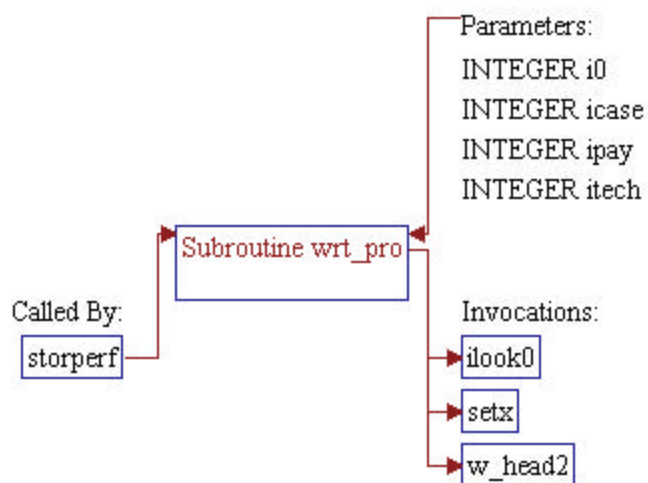 Parameters:
INTEGER i0
INTEGER icase
INTEGER ipay
INTEGER itech
Subroutine wrt_pro
Called By:
storperf
Invocations:
ilook0
setx
w_head2